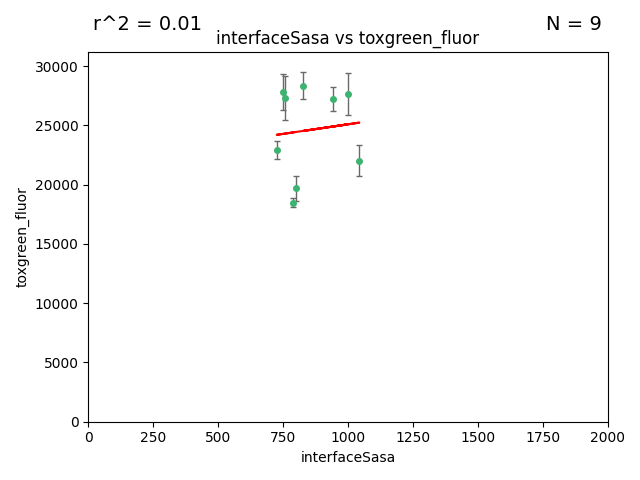 r^2 = 0.01
N = 9
interfaceSasa vs toxgreen_fluor
30000
25000
20000
15000
10000
5000
0
toxgreen_fluor
0 250 500 750 1000 1250 1500 1750 2000
interfaceSasa